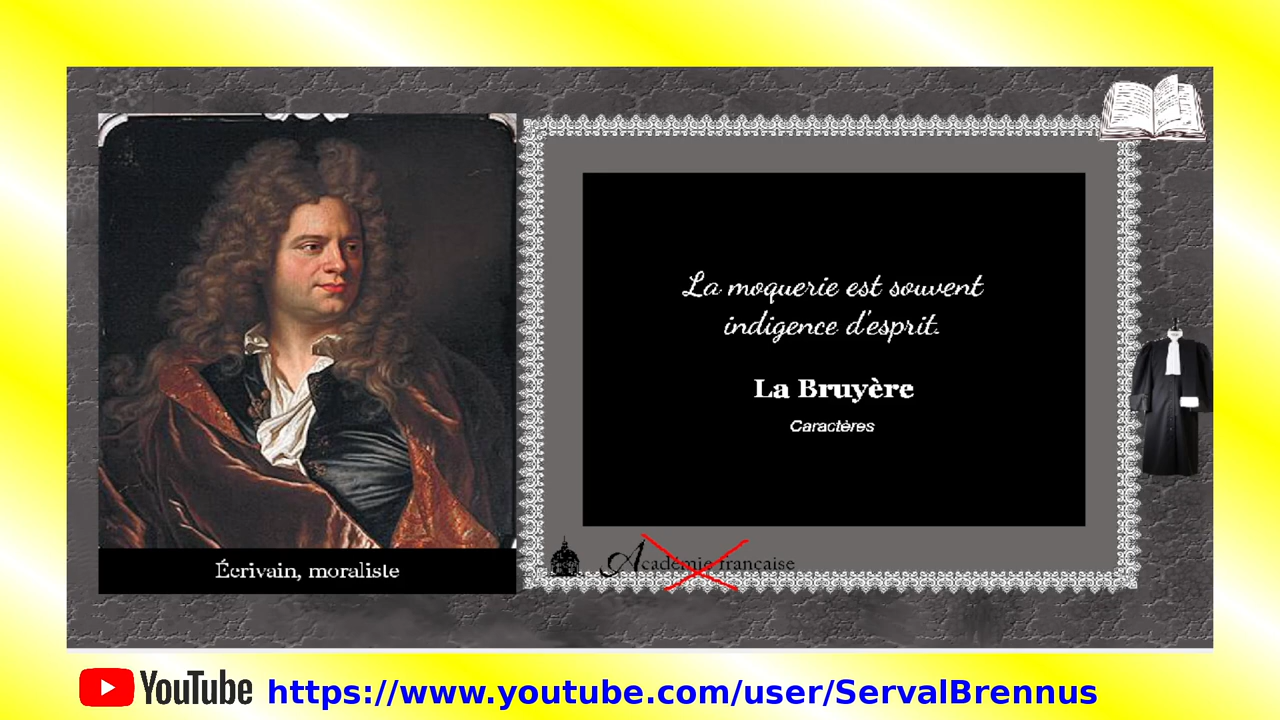 La moquerie est souvent
indigence d'esprit.
La Bruyère
Caractères
Écrivain, moraliste
Académie française
YouTube https://www.youtube.com/user/ServalBrennus